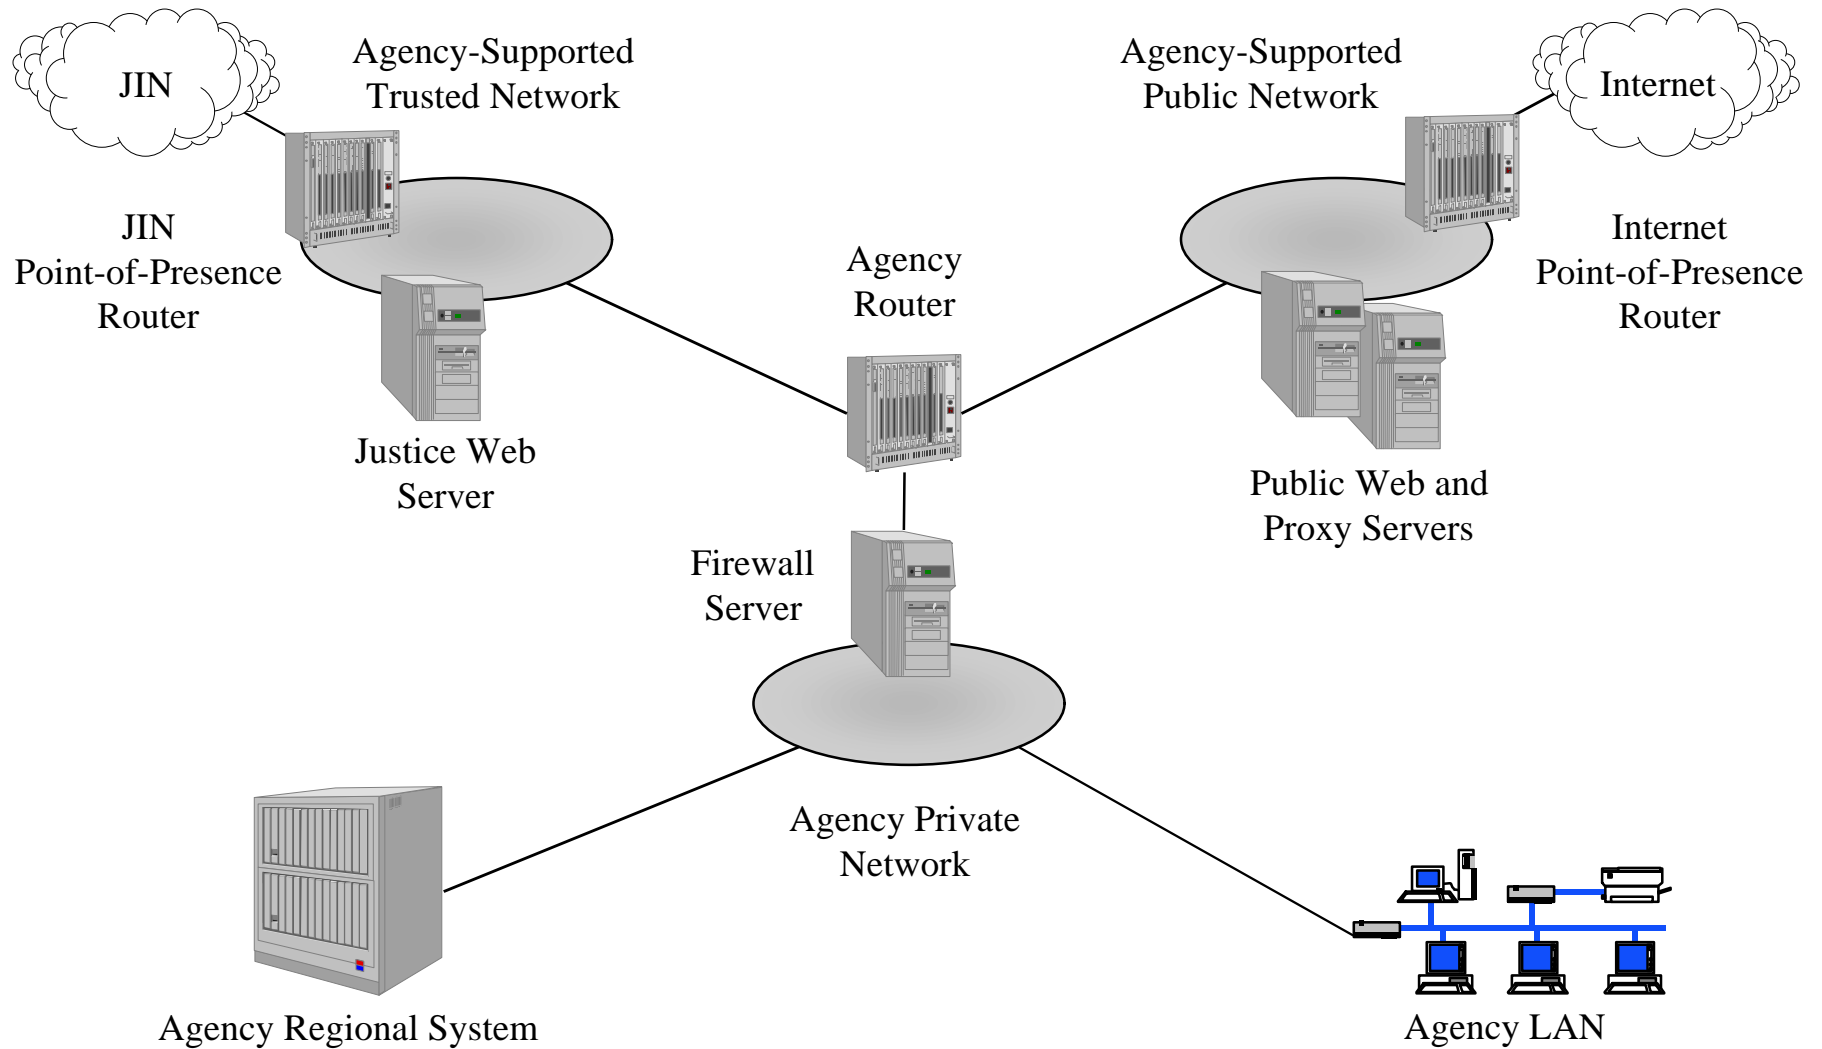 JIN
Agency-Supported
Trusted Network
Agency-Supported
Public Network
Internet
JIN
Point-of-Presence
Router
Agency
Router
Internet
Point-of-Presence
Router
Justice Web
Server
Public Web and
Proxy Servers
Firewall
Server
Agency Private
Network
Agency Regional System
Agency LAN